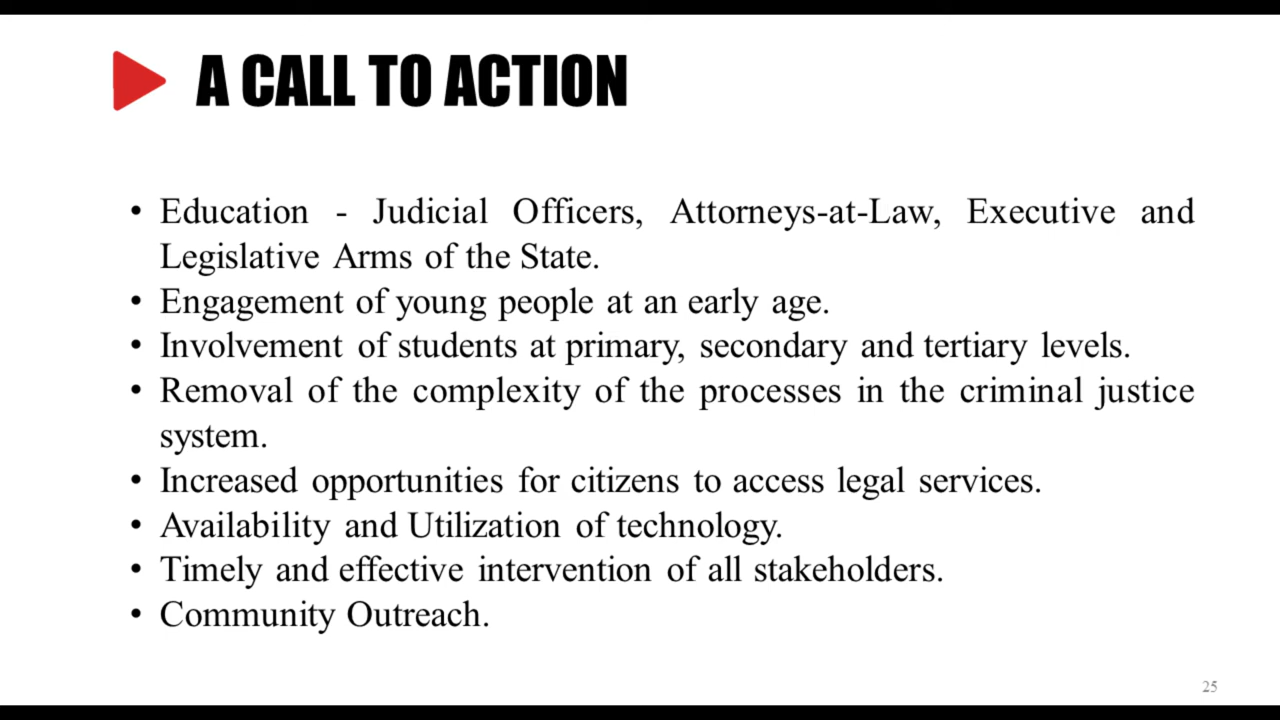 A CALL TO ACTION
• Education - Judicial Officers, Attorneys-at-Law, Executive and
Legislative Arms of the State.
• Engagement of young people at an early age.
• Involvement of students at primary, secondary and tertiary levels.
• Removal of the complexity of the processes in the criminal justice
system.
• Increased opportunities for citizens to access legal services.
• Availability and Utilization of technology.
• Timely and effective intervention of all stakeholders.
• Community Outreach.
25